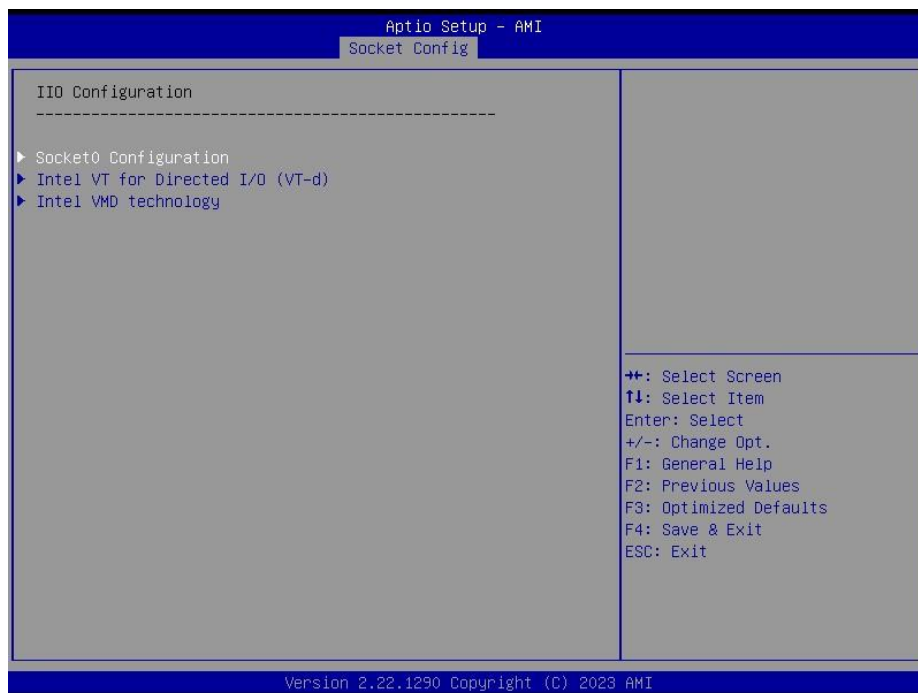 Aptio Setup - AMI
Socket Config
IIO Configuration
--------------------------------------------------
Socket0 Configuration
Intel VT for Directed I/O (VT-d)
Intel VMD technology
→←: Select Screen
↑↓: Select Item
Enter: Select
+/-: Change Opt.
F1: General Help
F2: Previous Values
F3: Optimized Defaults
F4: Save & Exit
ESC: Exit
Version 2.22.1290 Copyright (C) 2023 AMI